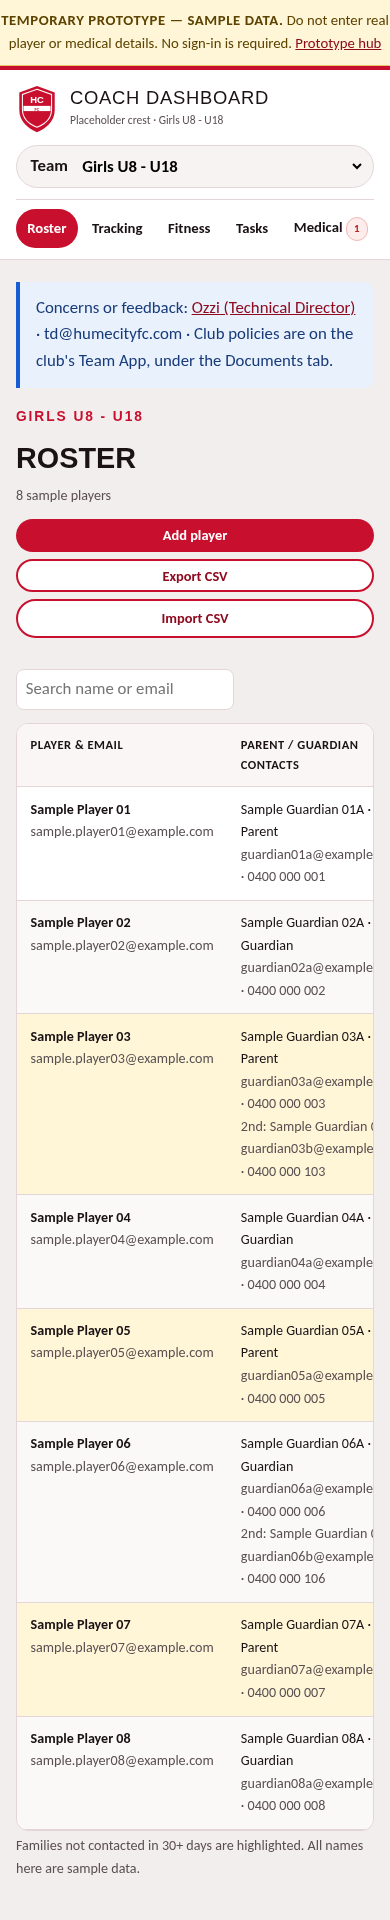 TEMPORARY PROTOTYPE — SAMPLE DATA. Do not enter real
player or medical details. No sign-in is required. Prototype hub
HC
FC
COACH DASHBOARD
Placeholder crest · Girls U8 - U18
Team Girls U8 - U18
Roster Tracking Fitness Tasks Medical 1
Concerns or feedback: Ozzi (Technical Director)
· td@humecityfc.com · Club policies are on the
club's Team App, under the Documents tab.
GIRLS U8 - U18
ROSTER
8 sample players
Add player
Export CSV
Import CSV
Search name or email
PLAYER & EMAIL
PARENT / GUARDIAN
CONTACTS
Sample Player 01
sample.player01@example.com
Sample Guardian 01A ·
Parent
guardian01a@example
· 0400 000 001
Sample Player 02
sample.player02@example.com
Sample Guardian 02A ·
Guardian
guardian02a@example
· 0400 000 002
Sample Player 03
sample.player03@example.com
Sample Guardian 03A ·
Parent
guardian03a@example
· 0400 000 003
2nd: Sample Guardian
guardian03b@example
· 0400 000 103
Sample Player 04
sample.player04@example.com
Sample Guardian 04A ·
Guardian
guardian04a@example
· 0400 000 004
Sample Player 05
sample.player05@example.com
Sample Guardian 05A ·
Parent
guardian05a@example
· 0400 000 005
Sample Player 06
sample.player06@example.com
Sample Guardian 06A ·
Guardian
guardian06a@example
· 0400 000 006
2nd: Sample Guardian
guardian06b@example
· 0400 000 106
Sample Player 07
sample.player07@example.com
Sample Guardian 07A ·
Parent
guardian07a@example
· 0400 000 007
Sample Player 08
sample.player08@example.com
Sample Guardian 08A ·
Guardian
guardian08a@example
· 0400 000 008
Families not contacted in 30+ days are highlighted. All names
here are sample data.